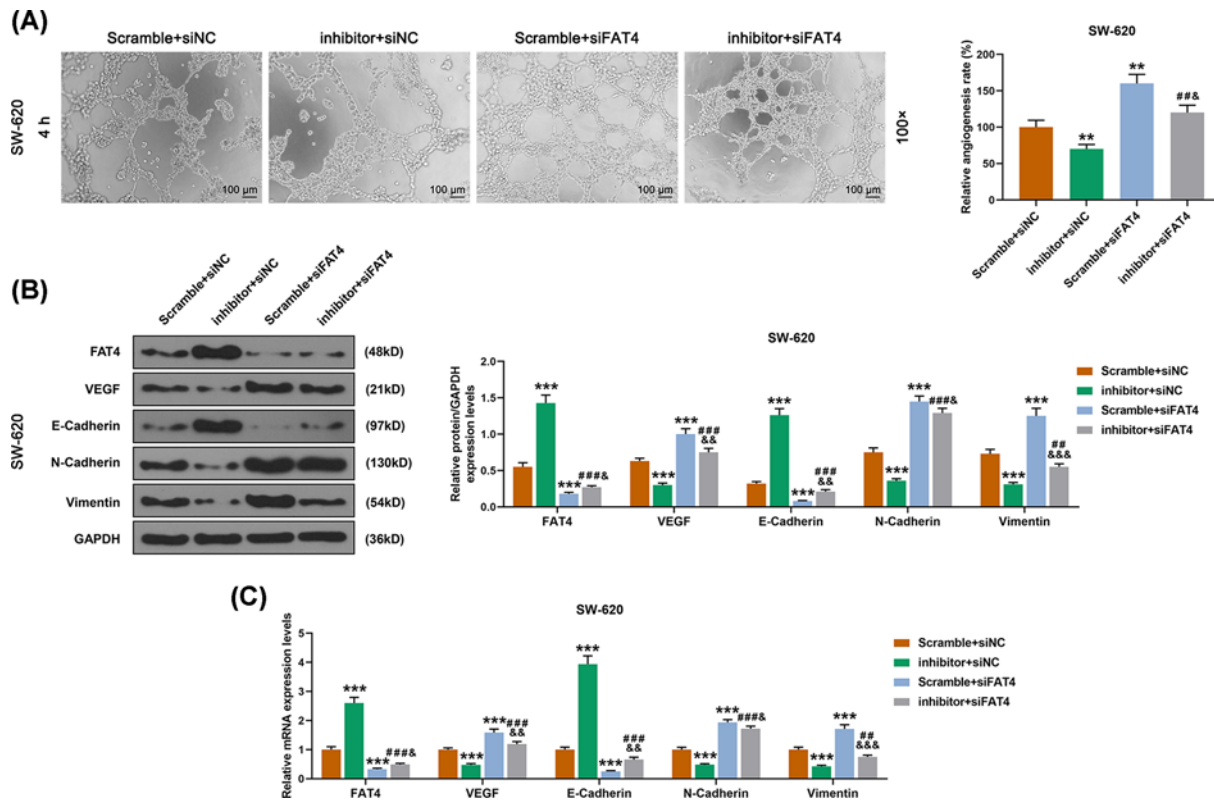 (A)
Scramble+siNC
inhibitor+siNC
Scramble+siFAT4
inhibitor+siFAT4
SW-620
4 h
100 µm
100 µm
100 µm
100 µm
100×
SW-620
Relative angiogenesis rate (%)
200
150
100
50
0
**
**
##&
Scramble+siNC
inhibitor+siNC
Scramble+siFAT4
inhibitor+siFAT4
(B)
Scramble+siNC
inhibitor+siNC
Scramble+siFAT4
inhibitor+siFAT4
SW-620
FAT4 (48kD)
VEGF (21kD)
E-Cadherin (97kD)
N-Cadherin (130kD)
Vimentin (54kD)
GAPDH (36kD)
SW-620
Relative protein/GAPDH
expression levels
2.0
1.5
1.0
0.5
0.0
***
***
###&
***
***
###
&&
***
***
###
&&
***
***
###&
***
***
##
&&&
FAT4
VEGF
E-Cadherin
N-Cadherin
Vimentin
Scramble+siNC
inhibitor+siNC
Scramble+siFAT4
inhibitor+siFAT4
(C)
SW-620
Relative mRNA expression levels
5
4
3
2
1
0
***
***
###&
***
***
###
&&
***
***
###
&&
***
***
###&
***
***
##
&&&
FAT4
VEGF
E-Cadherin
N-Cadherin
Vimentin
Scramble+siNC
inhibitor+siNC
Scramble+siFAT4
inhibitor+siFAT4